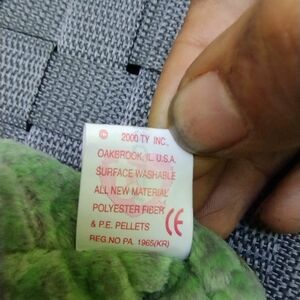 © 2000 TY INC.,
OAKBROOK, IL. U.S.A.
SURFACE WASHABLE
ALL NEW MATERIAL
POLYESTER FIBER
& P.E. PELLETS CE
REG.NO PA. 1965(KR)